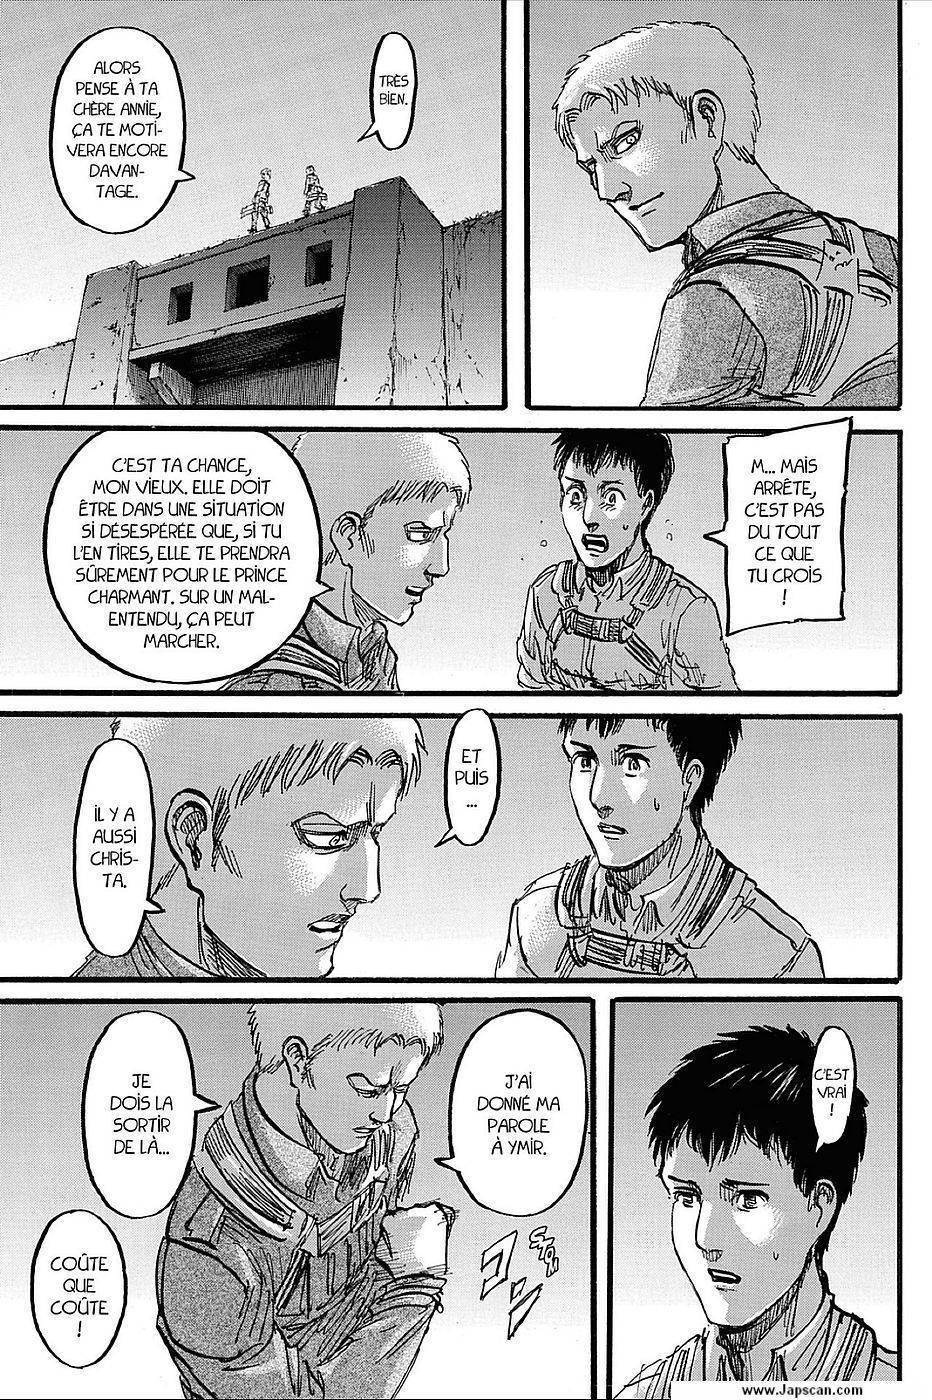 TRÈS
BIEN.
ALORS
PENSE À TA
CHÈRE ANNIE,
ÇA TE MOTI-
VERA ENCORE
DAVAN-
TAGE.
M... MAIS
ARRÊTE,
C'EST PAS
DU TOUT
CE QUE
TU CROIS
!
C'EST TA CHANCE,
MON VIEUX. ELLE DOIT
ÊTRE DANS UNE SITUATION
SI DÉSESPÉRÉE QUE, SI TU
L'EN TIRES, ELLE TE PRENDRA
SÛREMENT POUR LE PRINCE
CHARMANT. SUR UN MAL-
ENTENDU, ÇA PEUT
MARCHER.
ET
PUIS
...
IL Y A
AUSSI
CHRIS-
TA.
C'EST
VRAI
!
J'AI
DONNÉ MA
PAROLE
À YMIR.
JE
DOIS LA
SORTIR
DE LÀ...
COÛTE
QUE
COÛTE
!
www.Japscan.com